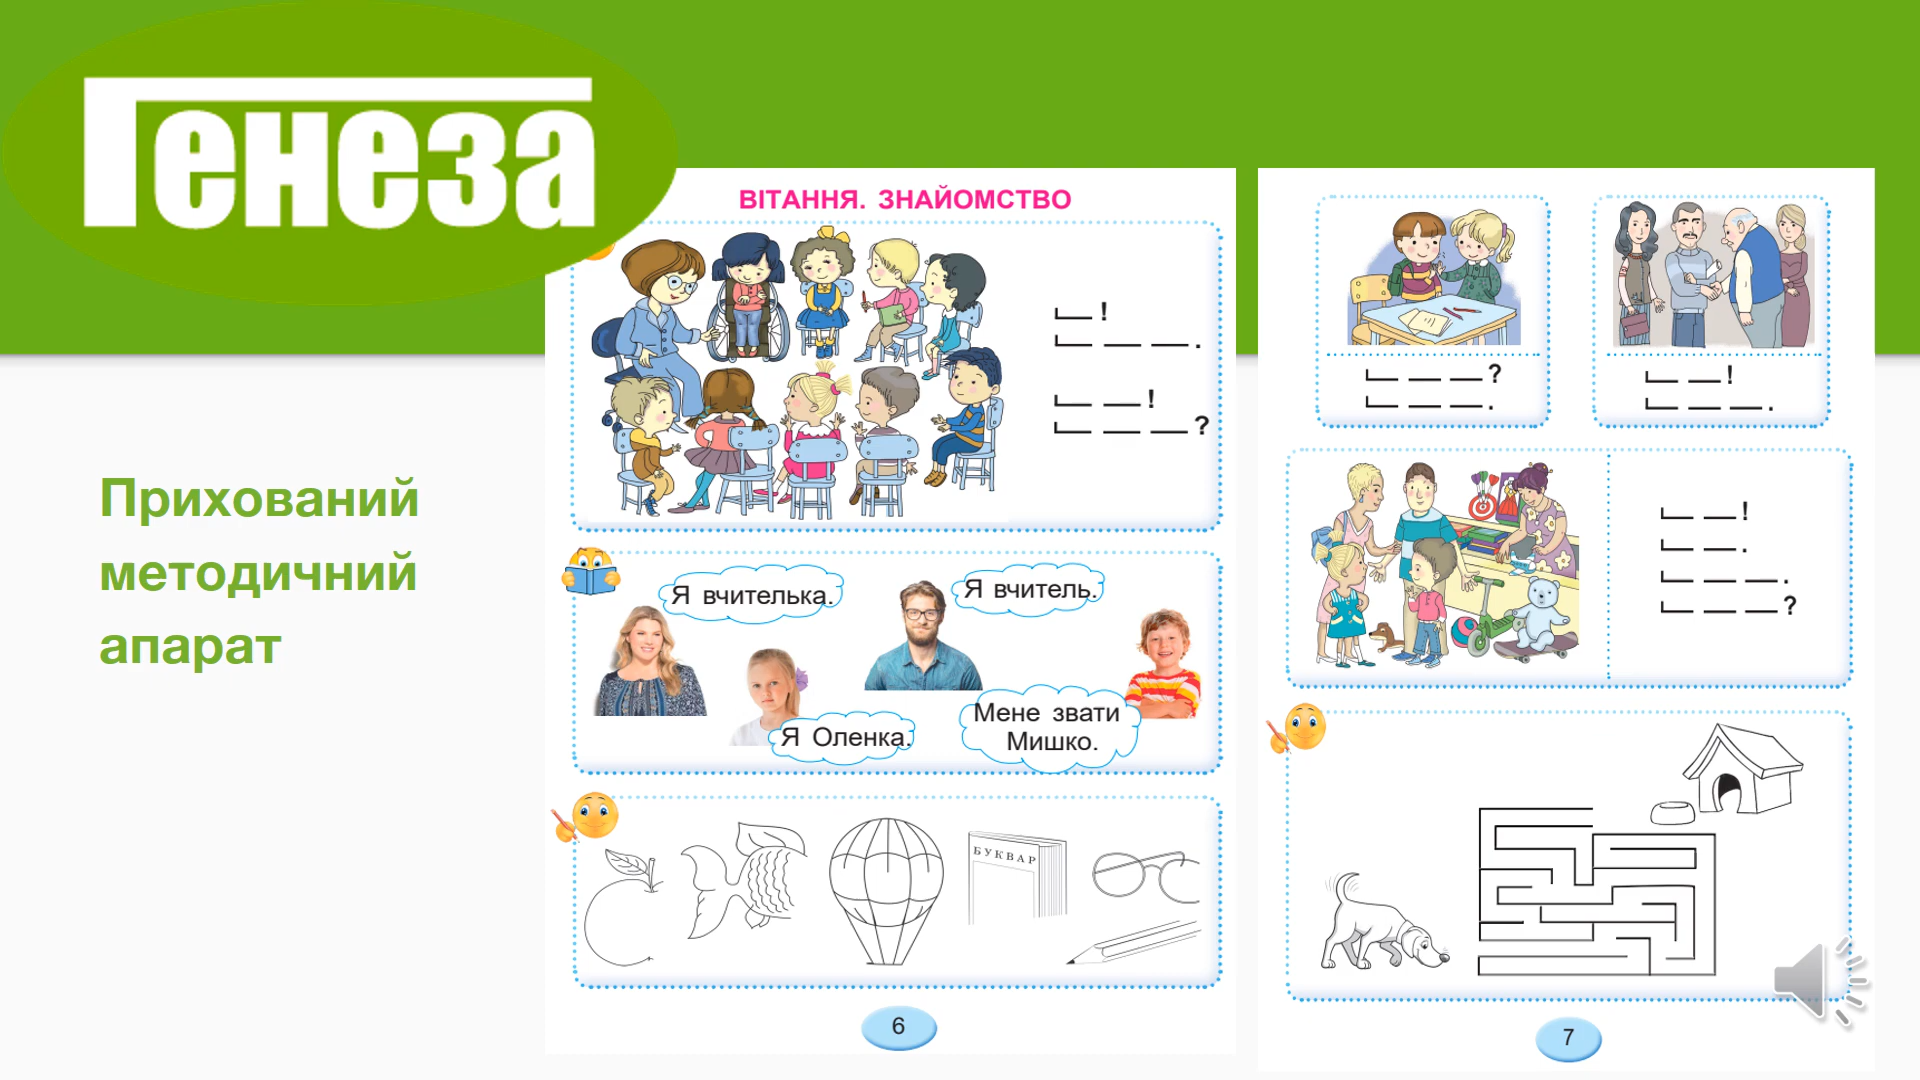 Генеза
Прихований
методичний
апарат
ВІТАННЯ. ЗНАЙОМСТВО
!
.
!
?
Я вчителька.
Я вчитель.
Я Оленка.
Мене звати
Мишко.
БУКВАР
6
?
.
!
.
!
.
.
?
7